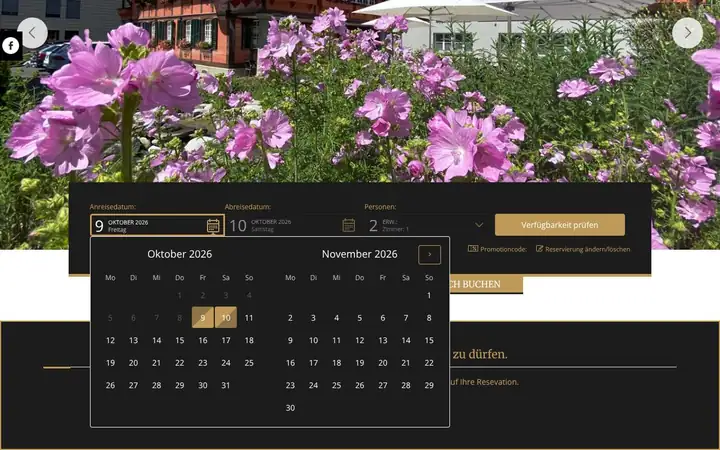 Anreisedatum:
Abreisedatum:
Personen:
9 OKTOBER 2026
Freitag
10 OKTOBER 2026
Samstag
2 ERW.:
Zimmer: 1
Verfügbarkeit prüfen
Promotioncode:
Reservierung ändern/löschen
Oktober 2026
November 2026
Mo Di Mi Do Fr Sa So
1 2 3 4
5 6 7 8 9 10 11
12 13 14 15 16 17 18
19 20 21 22 23 24 25
26 27 28 29 30 31
Mo Di Mi Do Fr Sa So
1
2 3 4 5 6 7 8
9 10 11 12 13 14 15
16 17 18 19 20 21 22
23 24 25 26 27 28 29
30
CH BUCHEN
zu dürfen.
uf Ihre Resevation.